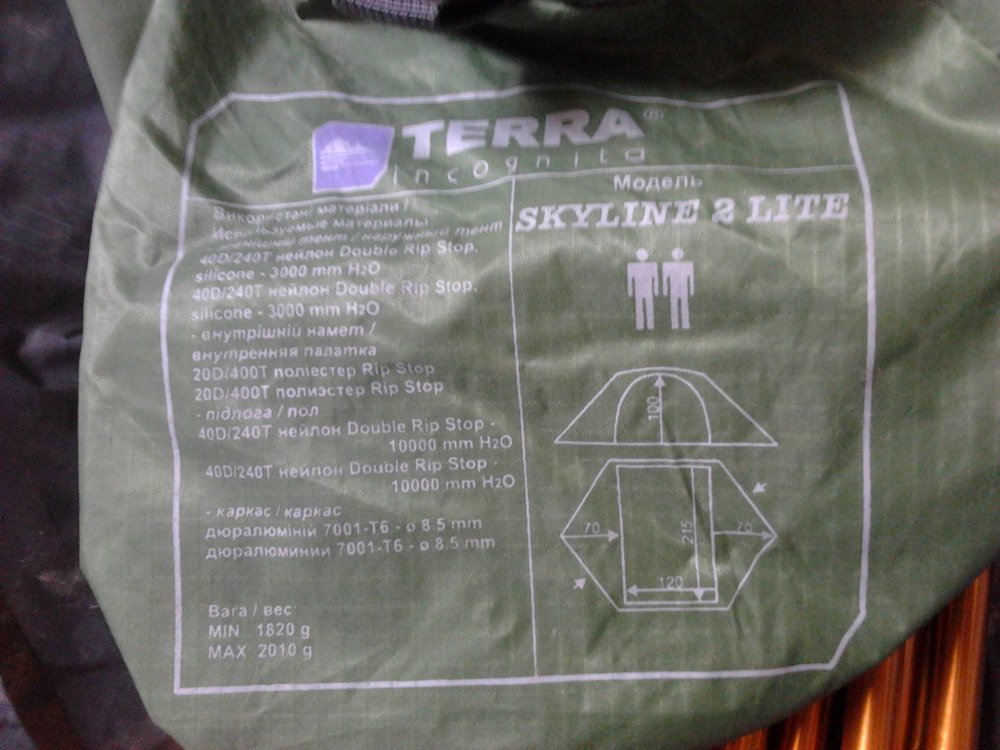 TERRA®
incognita
Використані матеріали /
Используемые материалы:
- зовнішній тент / наружный тент
40D/240T нейлон Double Rip Stop,
silicone - 3000 mm H2O
40D/240T нейлон Double Rip Stop,
silicone - 3000 mm H2O
- внутрішній намет /
внутренняя палатка
20D/400T поліестер Rip Stop
20D/400T полиэстер Rip Stop
- підлога / пол
40D/240T нейлон Double Rip Stop -
10000 mm H2O
40D/240T нейлон Double Rip Stop -
10000 mm H2O
- каркас / каркас
дюралюміній 7001-T6 - ø 8.5 mm
дюралюминий 7001-T6 - ø 8.5 mm
Вага / вес:
MIN 1820 g
MAX 2010 g
Модель
SKYLINE 2 LITE
100
70
215
120